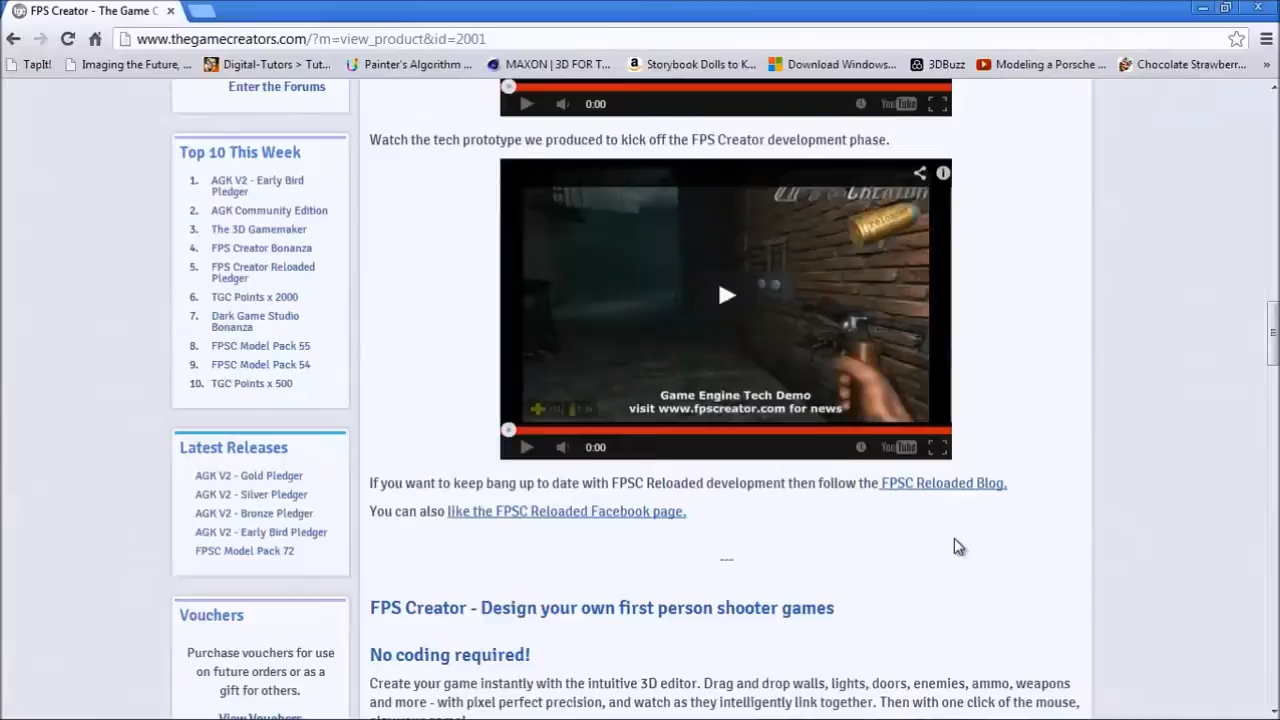 FPS Creator - The Game C
www.thegamecreators.com/?m=view_product&id=2001
TapIt!
Imaging the Future, ...
Digital-Tutors > Tut...
Painter's Algorithm ...
MAXON | 3D FOR T...
Storybook Dolls to K...
Download Windows...
3DBuzz
Modeling a Porsche ...
Chocolate Strawberr...
Enter the Forums
Top 10 This Week
1. AGK V2 - Early Bird
Pledger
2. AGK Community Edition
3. The 3D Gamemaker
4. FPS Creator Bonanza
5. FPS Creator Reloaded
Pledger
6. TGC Points x 2000
7. Dark Game Studio
Bonanza
8. FPSC Model Pack 55
9. FPSC Model Pack 54
10. TGC Points x 500
Latest Releases
AGK V2 - Gold Pledger
AGK V2 - Silver Pledger
AGK V2 - Bronze Pledger
AGK V2 - Early Bird Pledger
FPSC Model Pack 72
Vouchers
Purchase vouchers for use
on future orders or as a
gift for others.
View Vouchers
0:00
YouTube
Watch the tech prototype we produced to kick off the FPS Creator development phase.
reloaded
Game Engine Tech Demo
visit www.fpscreator.com for news
0:00
YouTube
If you want to keep bang up to date with FPSC Reloaded development then follow the FPSC Reloaded Blog.
You can also like the FPSC Reloaded Facebook page.
---
FPS Creator - Design your own first person shooter games
No coding required!
Create your game instantly with the intuitive 3D editor. Drag and drop walls, lights, doors, enemies, ammo, weapons
and more - with pixel perfect precision, and watch as they intelligently link together. Then with one click of the mouse,